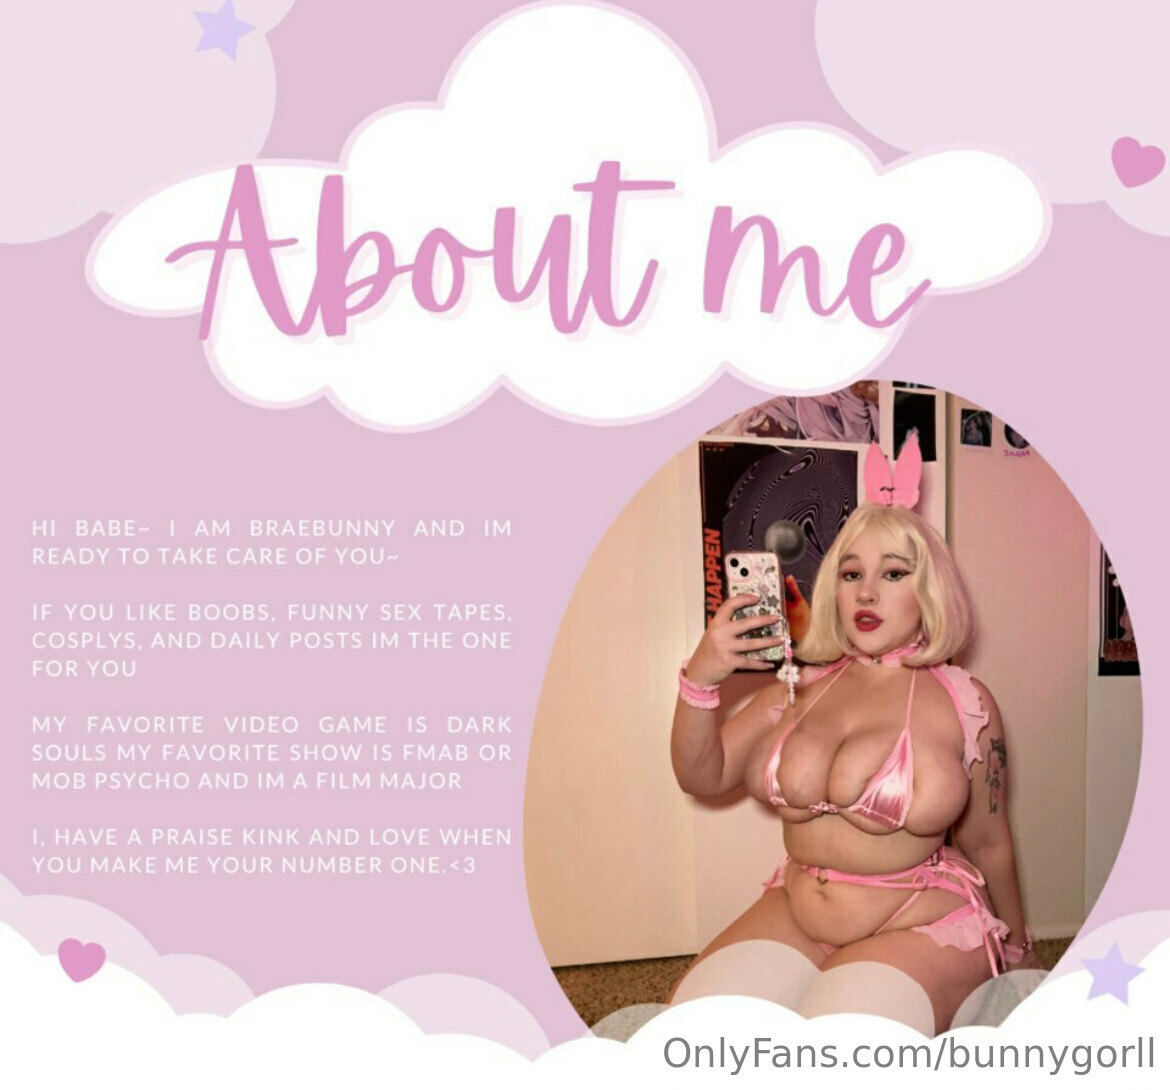 About me
HI BABE~ I AM BRAEBUNNY AND IM
READY TO TAKE CARE OF YOU~
IF YOU LIKE BOOBS, FUNNY SEX TAPES,
COSPLYS, AND DAILY POSTS IM THE ONE
FOR YOU
MY FAVORITE VIDEO GAME IS DARK
SOULS MY FAVORITE SHOW IS FMAB OR
MOB PSYCHO AND IM A FILM MAJOR
I, HAVE A PRAISE KINK AND LOVE WHEN
YOU MAKE ME YOUR NUMBER ONE.<3
HAPPEN
OnlyFans.com/bunnygorll